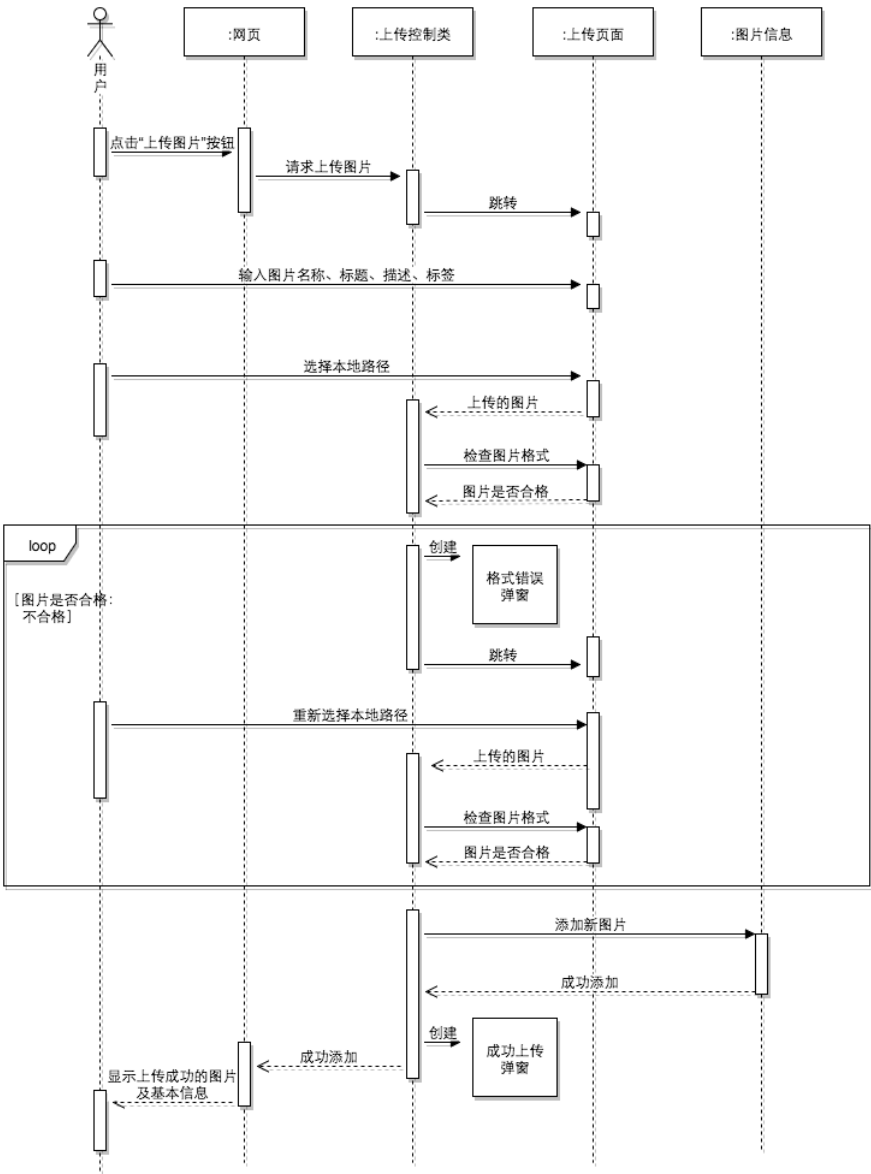 用
户
:网页
:上传控制类
:上传页面
:图片信息
点击“上传图片”按钮
请求上传图片
跳转
输入图片名称、标题、描述、标签
选择本地路径
上传的图片
检查图片格式
图片是否合格
loop
创建
格式错误
弹窗
[图片是否合格:
不合格]
跳转
重新选择本地路径
上传的图片
检查图片格式
图片是否合格
添加新图片
成功添加
创建
成功上传
弹窗
成功添加
显示上传成功的图片
及基本信息